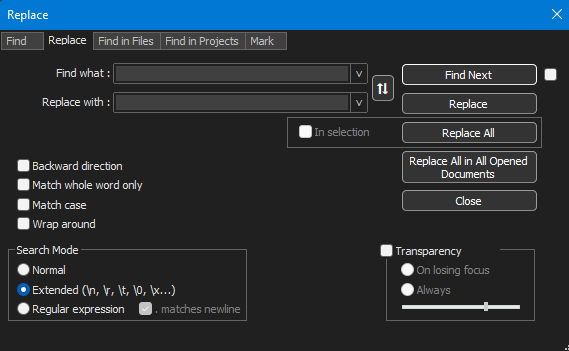 Replace
Find Replace Find in Files Find in Projects Mark
Find what : Find Next
Replace with : Replace
In selection Replace All
Backward direction Replace All in All Opened
Documents
Match whole word only
Match case Close
Wrap around
Search Mode Transparency
Normal On losing focus
Extended (\n, \r, \t, \0, \x...) Always
Regular expression . matches newline